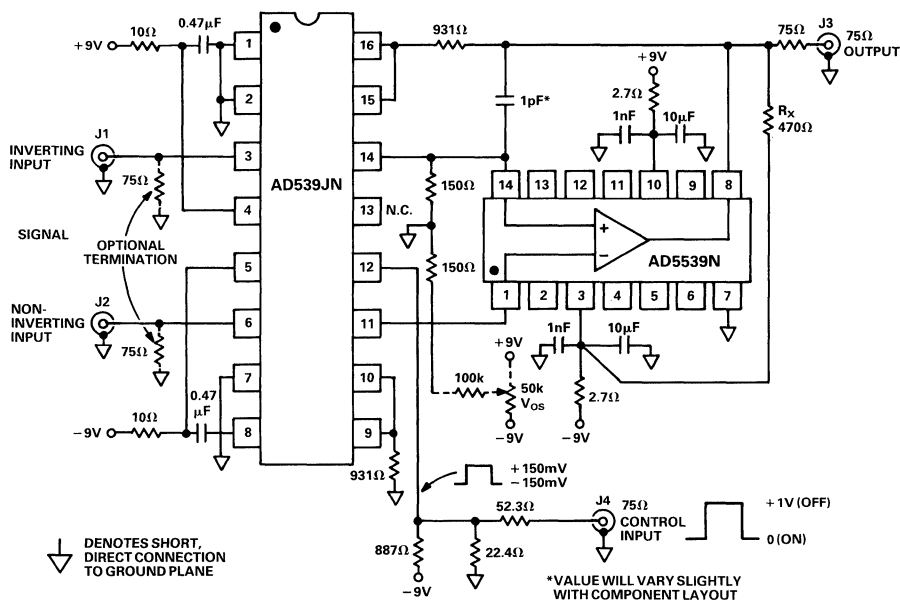 +9V
10Ω
0.47µF
1
2
3
4
5
6
7
8
16
15
14
13
12
11
10
9
AD539JN
N.C.
931Ω
1pF*
75Ω
J3
75Ω
OUTPUT
+9V
2.7Ω
1nF
10µF
RX
470Ω
J1
INVERTING
INPUT
75Ω
SIGNAL
OPTIONAL
TERMINATION
J2
NON-
INVERTING
INPUT
75Ω
-9V
10Ω
0.47
µF
931Ω
150Ω
150Ω
14
13
12
11
10
9
8
+
−
AD5539N
1
2
3
4
5
6
7
1nF
10µF
2.7Ω
-9V
+9V
100k
50k
VOS
-9V
+150mV
−150mV
52.3Ω
J4
75Ω
CONTROL
INPUT
+1V (OFF)
0 (ON)
887Ω
-9V
22.4Ω
DENOTES SHORT,
DIRECT CONNECTION
TO GROUND PLANE
*VALUE WILL VARY SLIGHTLY
WITH COMPONENT LAYOUT